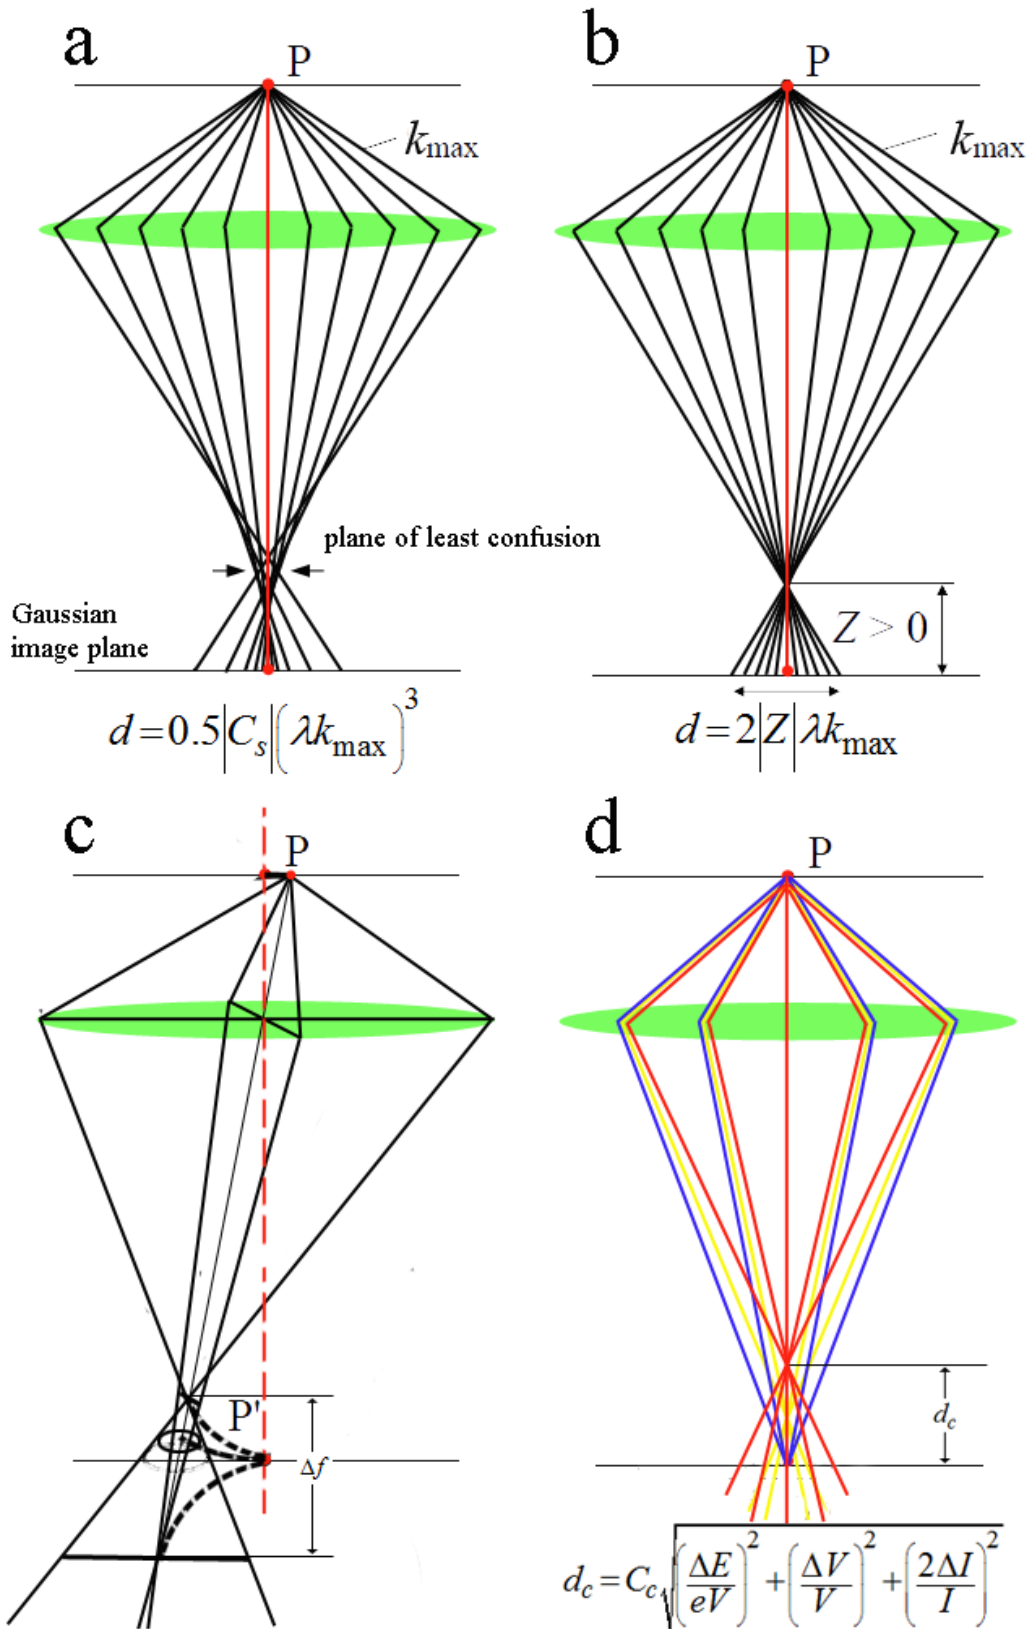 a
P
k_max
plane of least confusion
Gaussian
image plane
d = 0.5|C_s|(λk_max)^3
b
P
k_max
Z > 0
d = 2|Z|λk_max
c
P
P'
Δf
d
P
d_c
d_c = C_c √((ΔE/eV)^2 + (ΔV/V)^2 + (2ΔI/I)^2)